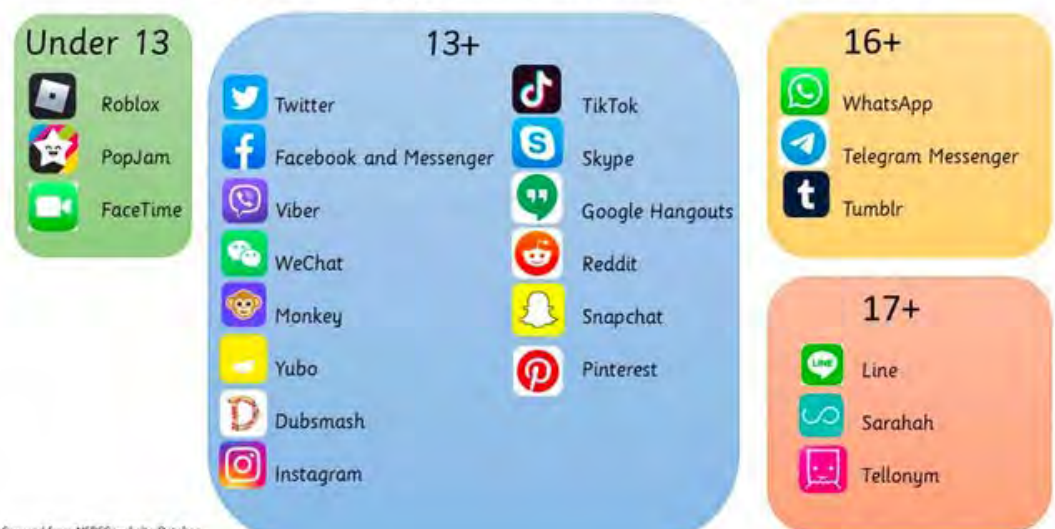 Under 13
Roblox
PopJam
FaceTime
13+
Twitter
Facebook and Messenger
Viber
WeChat
Monkey
Yubo
Dubsmash
Instagram
TikTok
Skype
Google Hangouts
Reddit
Snapchat
Pinterest
16+
WhatsApp
Telegram Messenger
Tumblr
17+
LINE
Line
Sarahah
Tellonym